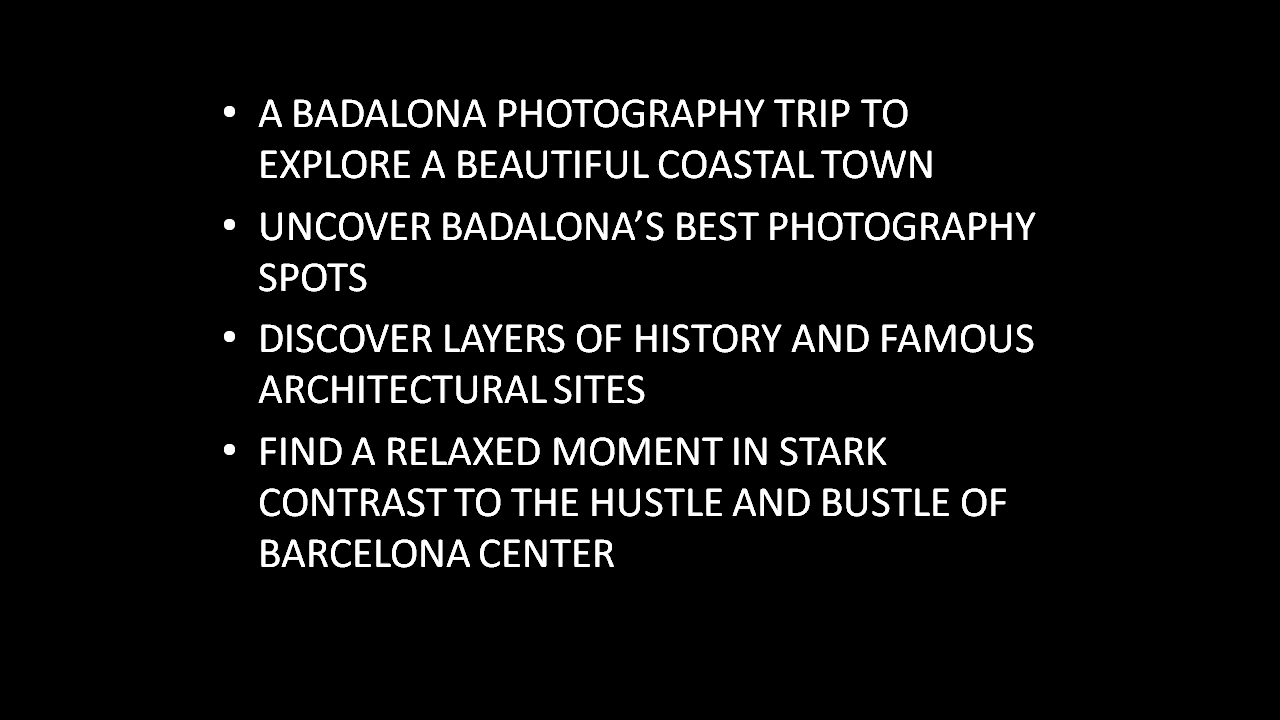 • A BADALONA PHOTOGRAPHY TRIP TO
EXPLORE A BEAUTIFUL COASTAL TOWN
• UNCOVER BADALONA’S BEST PHOTOGRAPHY
SPOTS
• DISCOVER LAYERS OF HISTORY AND FAMOUS
ARCHITECTURAL SITES
• FIND A RELAXED MOMENT IN STARK
CONTRAST TO THE HUSTLE AND BUSTLE OF
BARCELONA CENTER